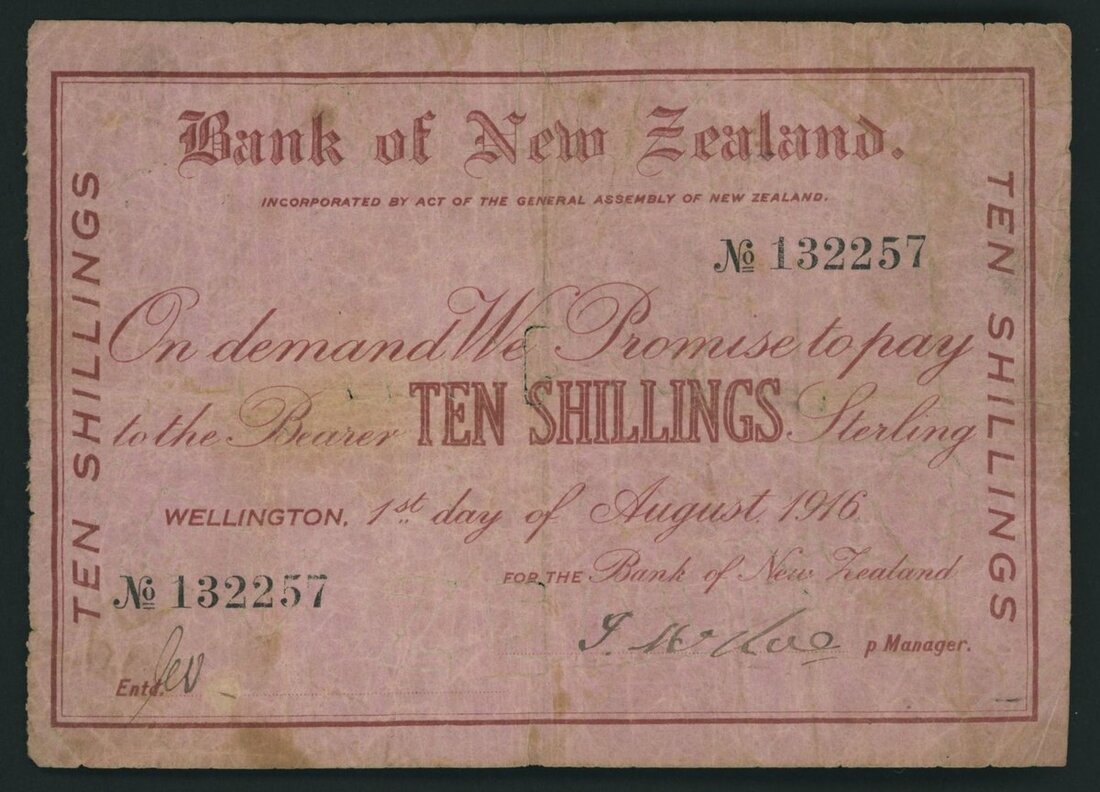 Bank of New Zealand.
INCORPORATED BY ACT OF THE GENERAL ASSEMBLY OF NEW ZEALAND.
№ 132257
On demand We Promise to pay
to the Bearer TEN SHILLINGS Sterling
WELLINGTON, 1st day of August 1916
FOR THE Bank of New Zealand
№ 132257
p Manager.
Entd.
TEN SHILLINGS
TEN SHILLINGS